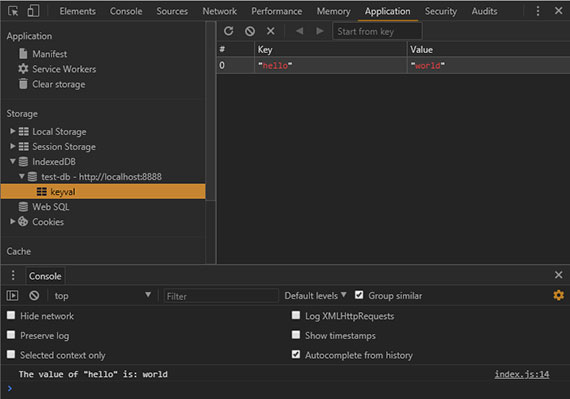 Elements Console Sources Network Performance Memory Application Security Audits
Application
Manifest
Service Workers
Clear storage
Storage
Local Storage
Session Storage
IndexedDB
test-db - http://localhost:8888
keyval
Web SQL
Cookies
Cache
Start from key
# Key Value
0 "hello" "world"
Console
top Filter Default levels Group similar
Hide network Log XMLHttpRequests
Preserve log Show timestamps
Selected context only Autocomplete from history
The value of "hello" is: world index.js:14